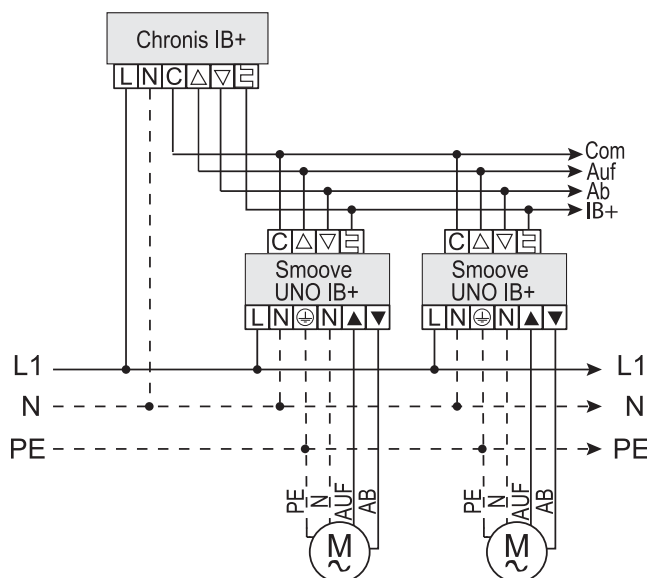 Chronis IB+
L N C △ ▽
Com
Auf
Ab
IB+
C △ ▽ C △ ▽
Smoove UNO IB+
Smoove UNO IB+
L N N ▲ ▼ L N N ▲ ▼
L1 L1
N N
PE PE
PE N AUF AB PE N AUF AB
M ~ M ~